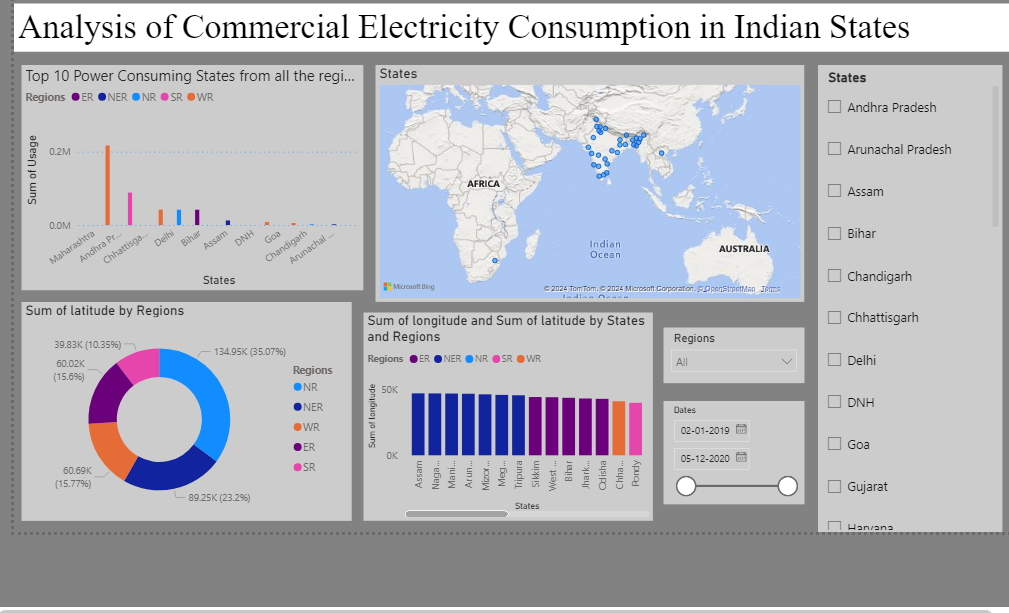 Analysis of Commercial Electricity Consumption in Indian States
Top 10 Power Consuming States from all the regi...
Regions ER NER NR SR WR
Sum of Usage
0.2M
0.0M
Maharashtra
Andhra Pr...
Chhattisga...
Delhi
Bihar
Assam
DNH
Goa
Chandigarh
Arunachal ...
States
States
AFRICA
Indian
Ocean
AUSTRALIA
Microsoft Bing
© 2024 TomTom, © 2024 Microsoft Corporation, © OpenStreetMap Terms
Indian Ocean
States
Andhra Pradesh
Arunachal Pradesh
Assam
Bihar
Chandigarh
Chhattisgarh
Delhi
DNH
Goa
Gujarat
Haryana
Sum of latitude by Regions
39.83K (10.35%)
60.02K
(15.6%)
134.95K (35.07%)
60.69K
(15.77%)
89.25K (23.2%)
Regions
NR
NER
WR
ER
SR
Sum of longitude and Sum of latitude by States
and Regions
Regions ER NER NR SR WR
Sum of longitude
50K
0K
Assam
Naga...
Mani...
Arun...
Mizor...
Meg...
Tripura
Sikkim
West ...
Bihar
Jhark...
Odisha
Chha...
Pondy
States
Regions
All
Dates
02-01-2019
05-12-2020